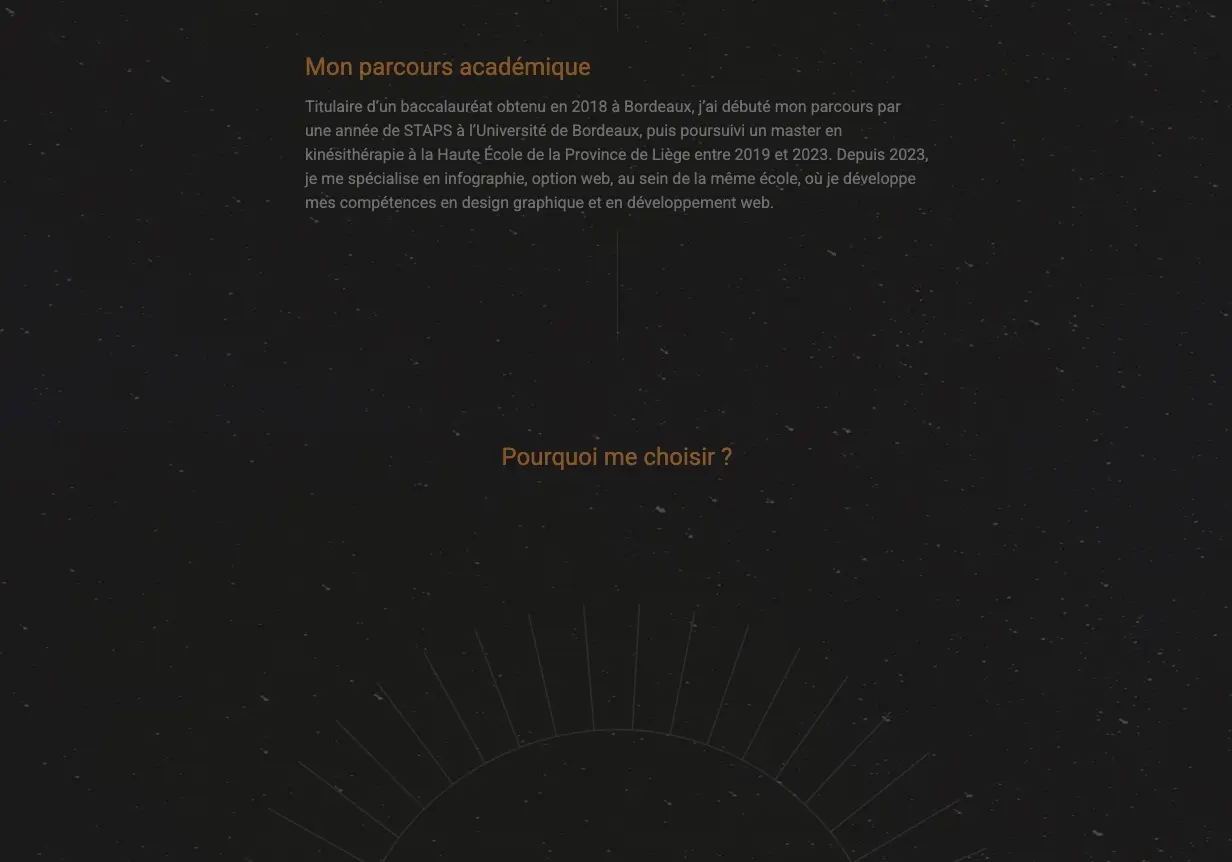 Mon parcours académique
Titulaire d’un baccalauréat obtenu en 2018 à Bordeaux, j’ai débuté mon parcours par
une année de STAPS à l’Université de Bordeaux, puis poursuivi un master en
kinésithérapie à la Haute École de la Province de Liège entre 2019 et 2023. Depuis 2023,
je me spécialise en infographie, option web, au sein de la même école, où je développe
mes compétences en design graphique et en développement web.
Pourquoi me choisir ?